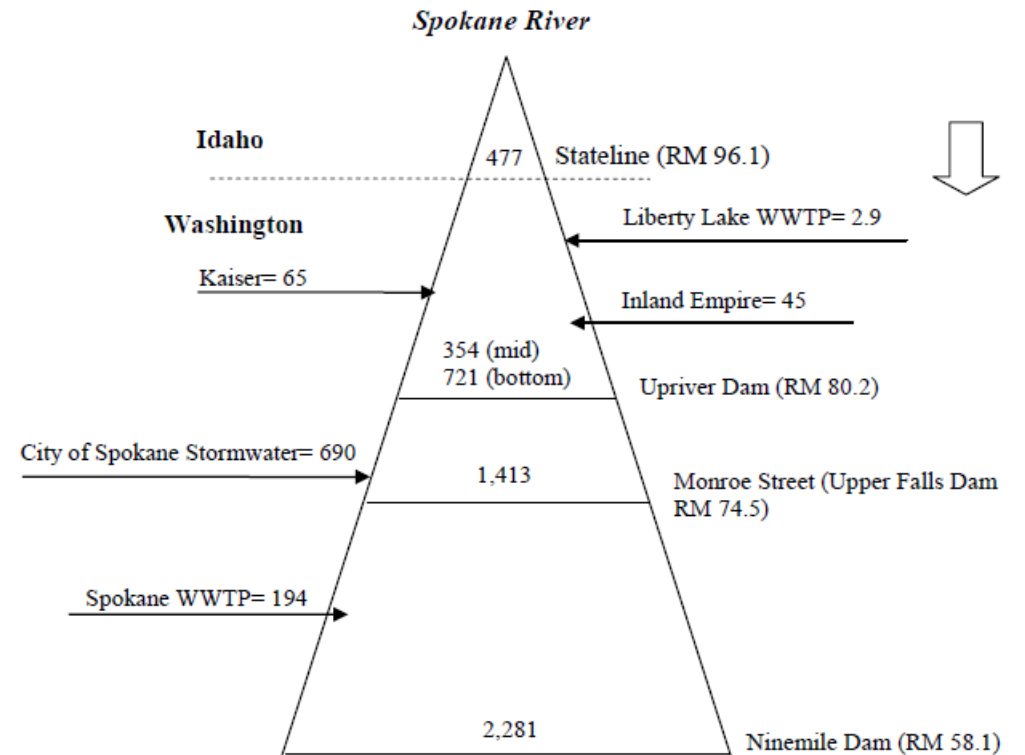 Spokane River
Idaho
477
Stateline (RM 96.1)
Washington
Liberty Lake WWTP= 2.9
Kaiser= 65
Inland Empire= 45
354 (mid)
721 (bottom)
Upriver Dam (RM 80.2)
City of Spokane Stormwater= 690
1,413
Monroe Street (Upper Falls Dam
RM 74.5)
Spokane WWTP= 194
2,281
Ninemile Dam (RM 58.1)